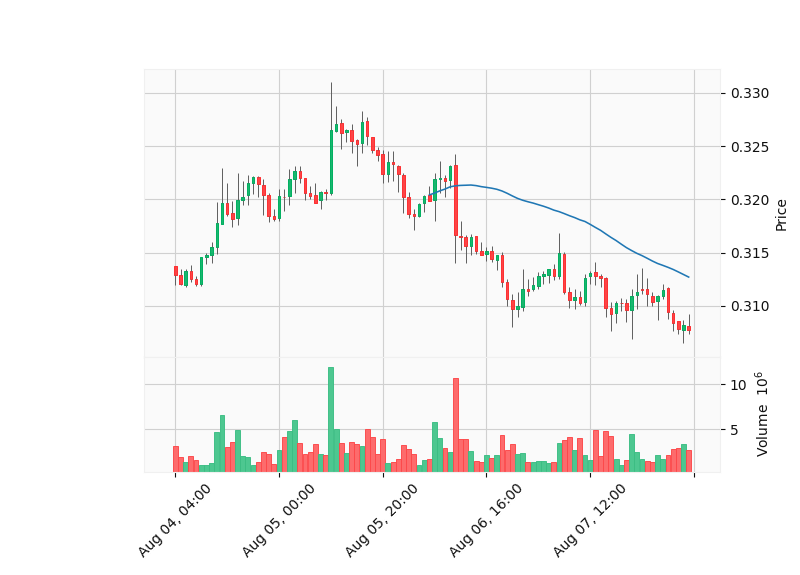 0.330
0.325
0.320
0.315
0.310
Price
10
5
Volume 10^6
Aug 04, 04:00
Aug 05, 00:00
Aug 05, 20:00
Aug 06, 16:00
Aug 07, 12:00